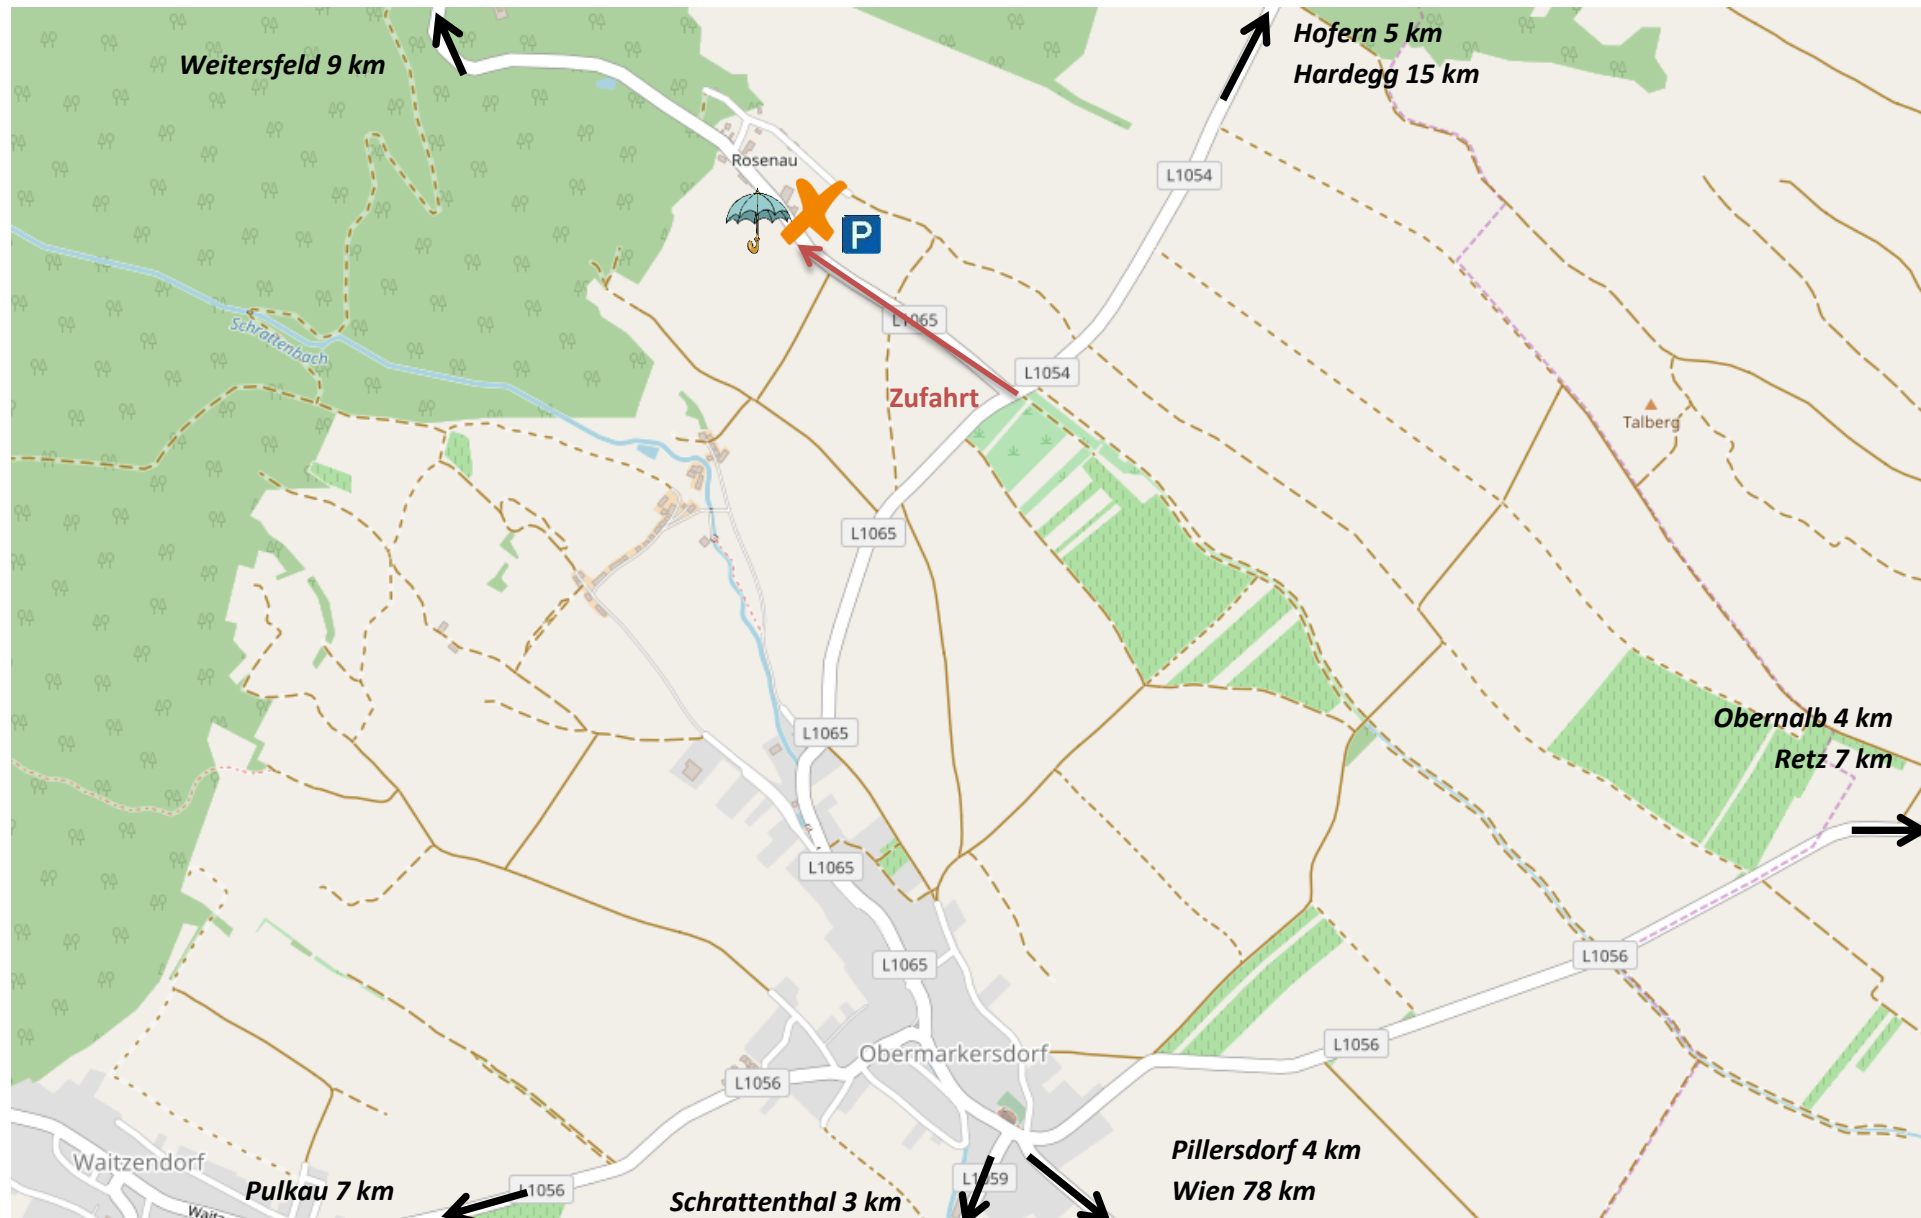 Hofern 5 km
Weitersfeld 9 km
Hardegg 15 km
Rosenau
L1054
P
L1065
Schrattenbach
L1054
Zufahrt
Talberg
L1065
Obernalb 4 km
L1065
Retz 7 km
L1065
L1056
L1065
L1056
Obermarkersdorf
L1056
Pillersdorf 4 km
Waitzendorf
L1059
Pulkau 7 km
L1056
Wien 78 km
Schrattenthal 3 km